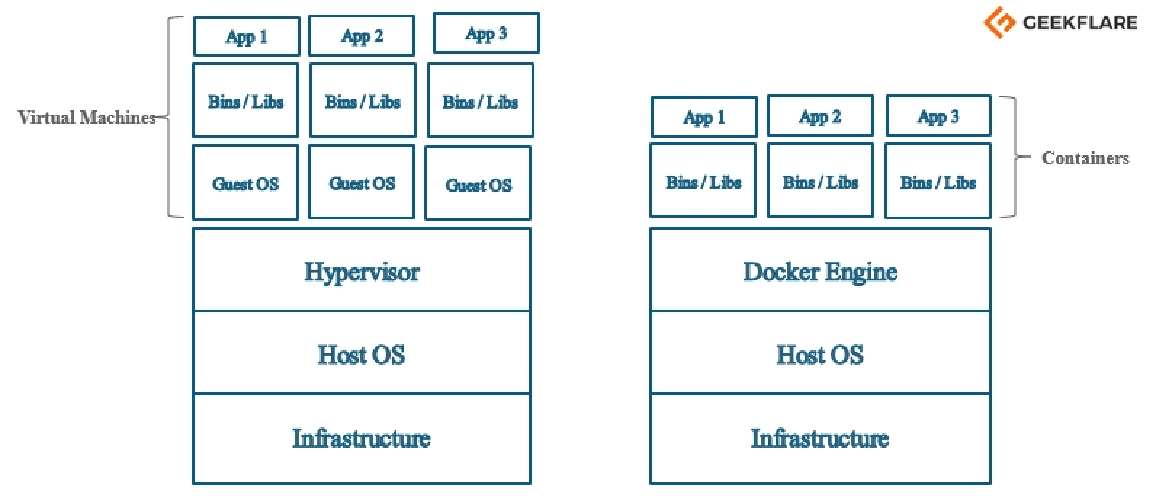 GEEKFLARE
App 1
App 2
App 3
Bins / Libs
Bins / Libs
Bins / Libs
Virtual Machines
Guest OS
Guest OS
Guest OS
Hypervisor
Host OS
Infrastructure
App 1
App 2
App 3
Containers
Bins / Libs
Bins / Libs
Bins / Libs
Docker Engine
Host OS
Infrastructure